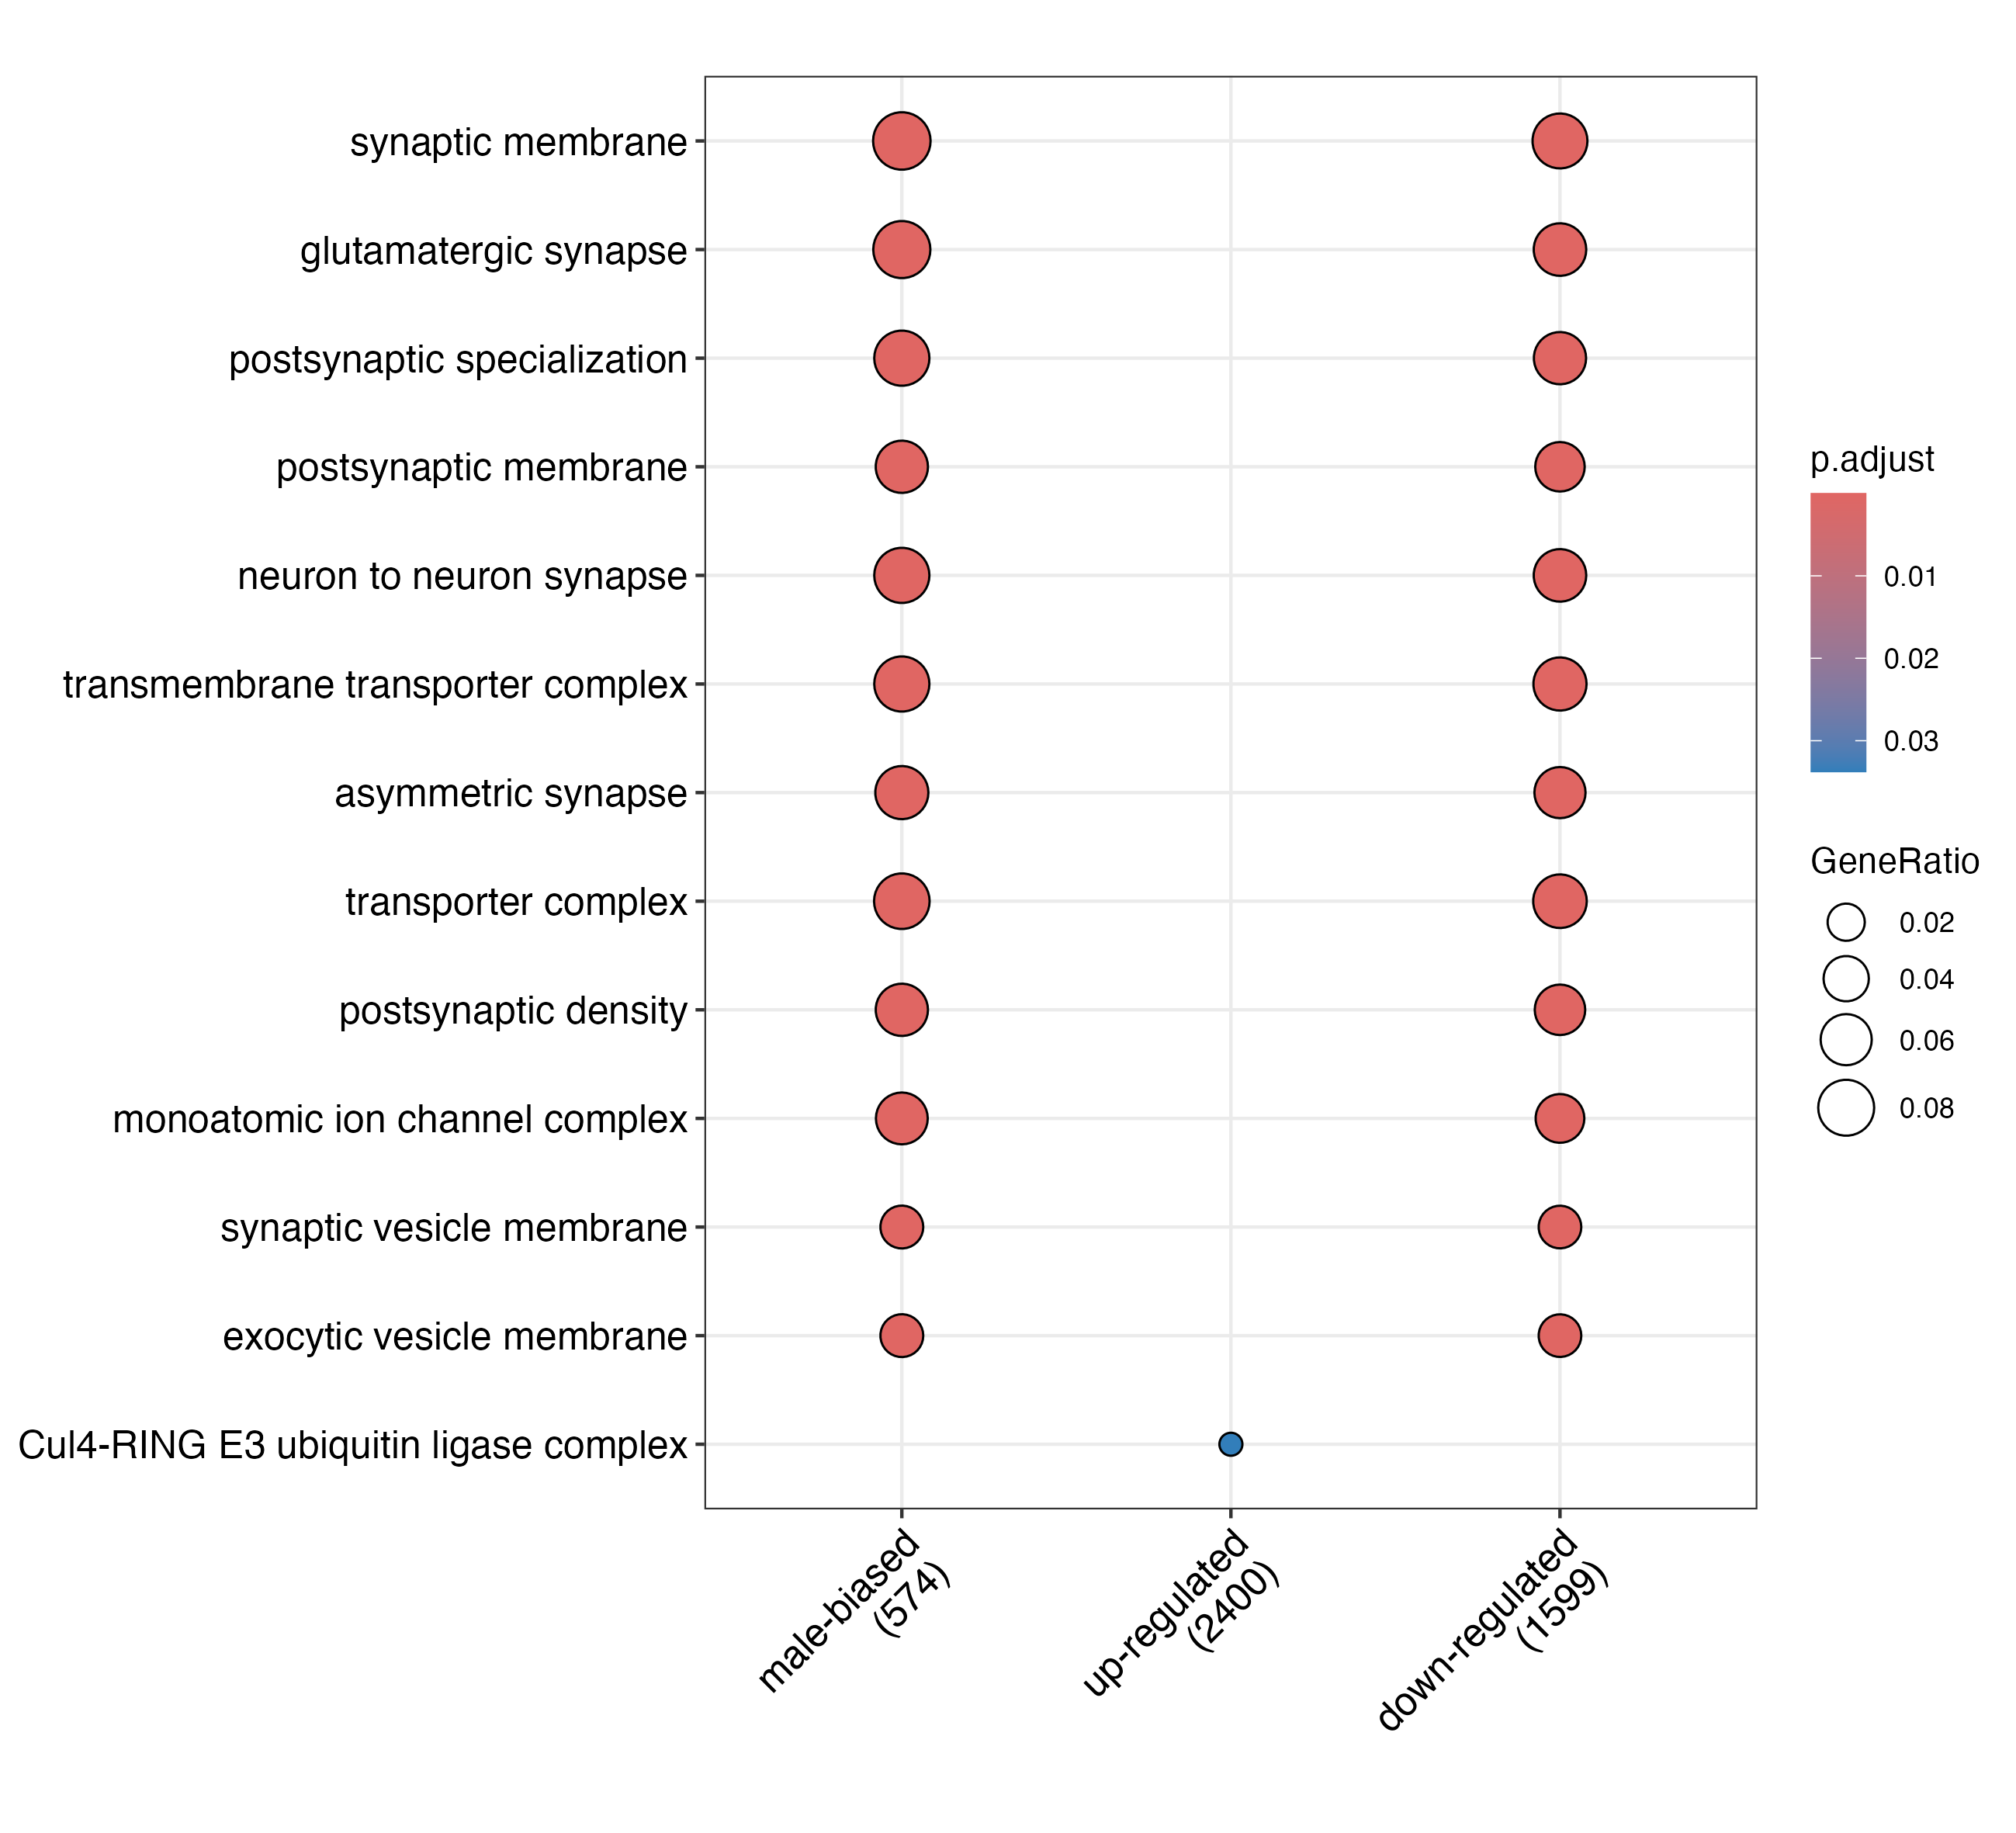 synaptic membrane
glutamatergic synapse
postsynaptic specialization
postsynaptic membrane
neuron to neuron synapse
transmembrane transporter complex
asymmetric synapse
transporter complex
postsynaptic density
monoatomic ion channel complex
synaptic vesicle membrane
exocytic vesicle membrane
Cul4-RING E3 ubiquitin ligase complex
male-biased
(574)
up-regulated
(2400)
down-regulated
(1599)
p.adjust
0.01
0.02
0.03
GeneRatio
0.02
0.04
0.06
0.08